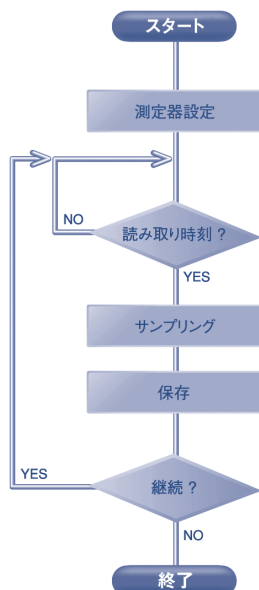 スタート
測定器設定
読み取り時刻？
NO
YES
サンプリング
保存
継続？
YES
NO
終了